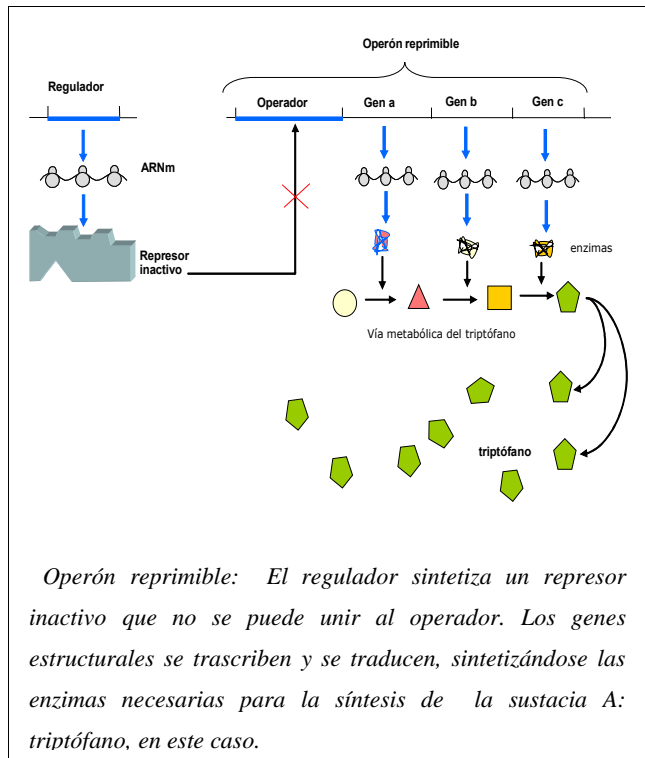 Operón reprimible
Regulador
Operador Gen a Gen b Gen c
ARNm
Represor
inactivo
enzimas
Vía metabólica del triptófano
triptófano
Operón reprimible: El regulador sintetiza un represor
inactivo que no se puede unir al operador. Los genes
estructurales se trascriben y se traducen, sintetizándose las
enzimas necesarias para la síntesis de la sustacia A:
triptófano, en este caso.